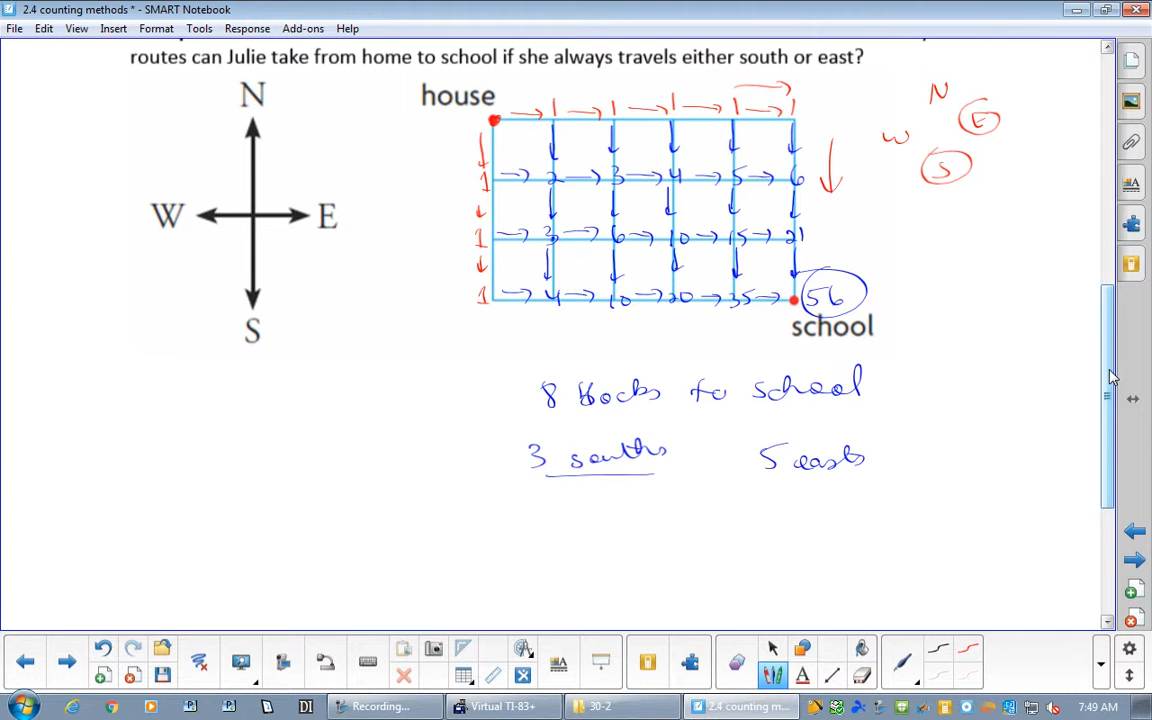 2.4 counting methods * - SMART Notebook
File Edit View Insert Format Tools Response Add-ons Help
routes can Julie take from home to school if she always travels either south or east?
N
W E
S
house
1 1 1 1 1
1 2 3 4 5 6
1 3 6 10 15 21
1 4 10 20 35 56
school
N
W E
S
8 blocks to school
3 souths 5 easts
Recording...
Virtual TI-83+
30-2
2.4 counting m...
7:49 AM